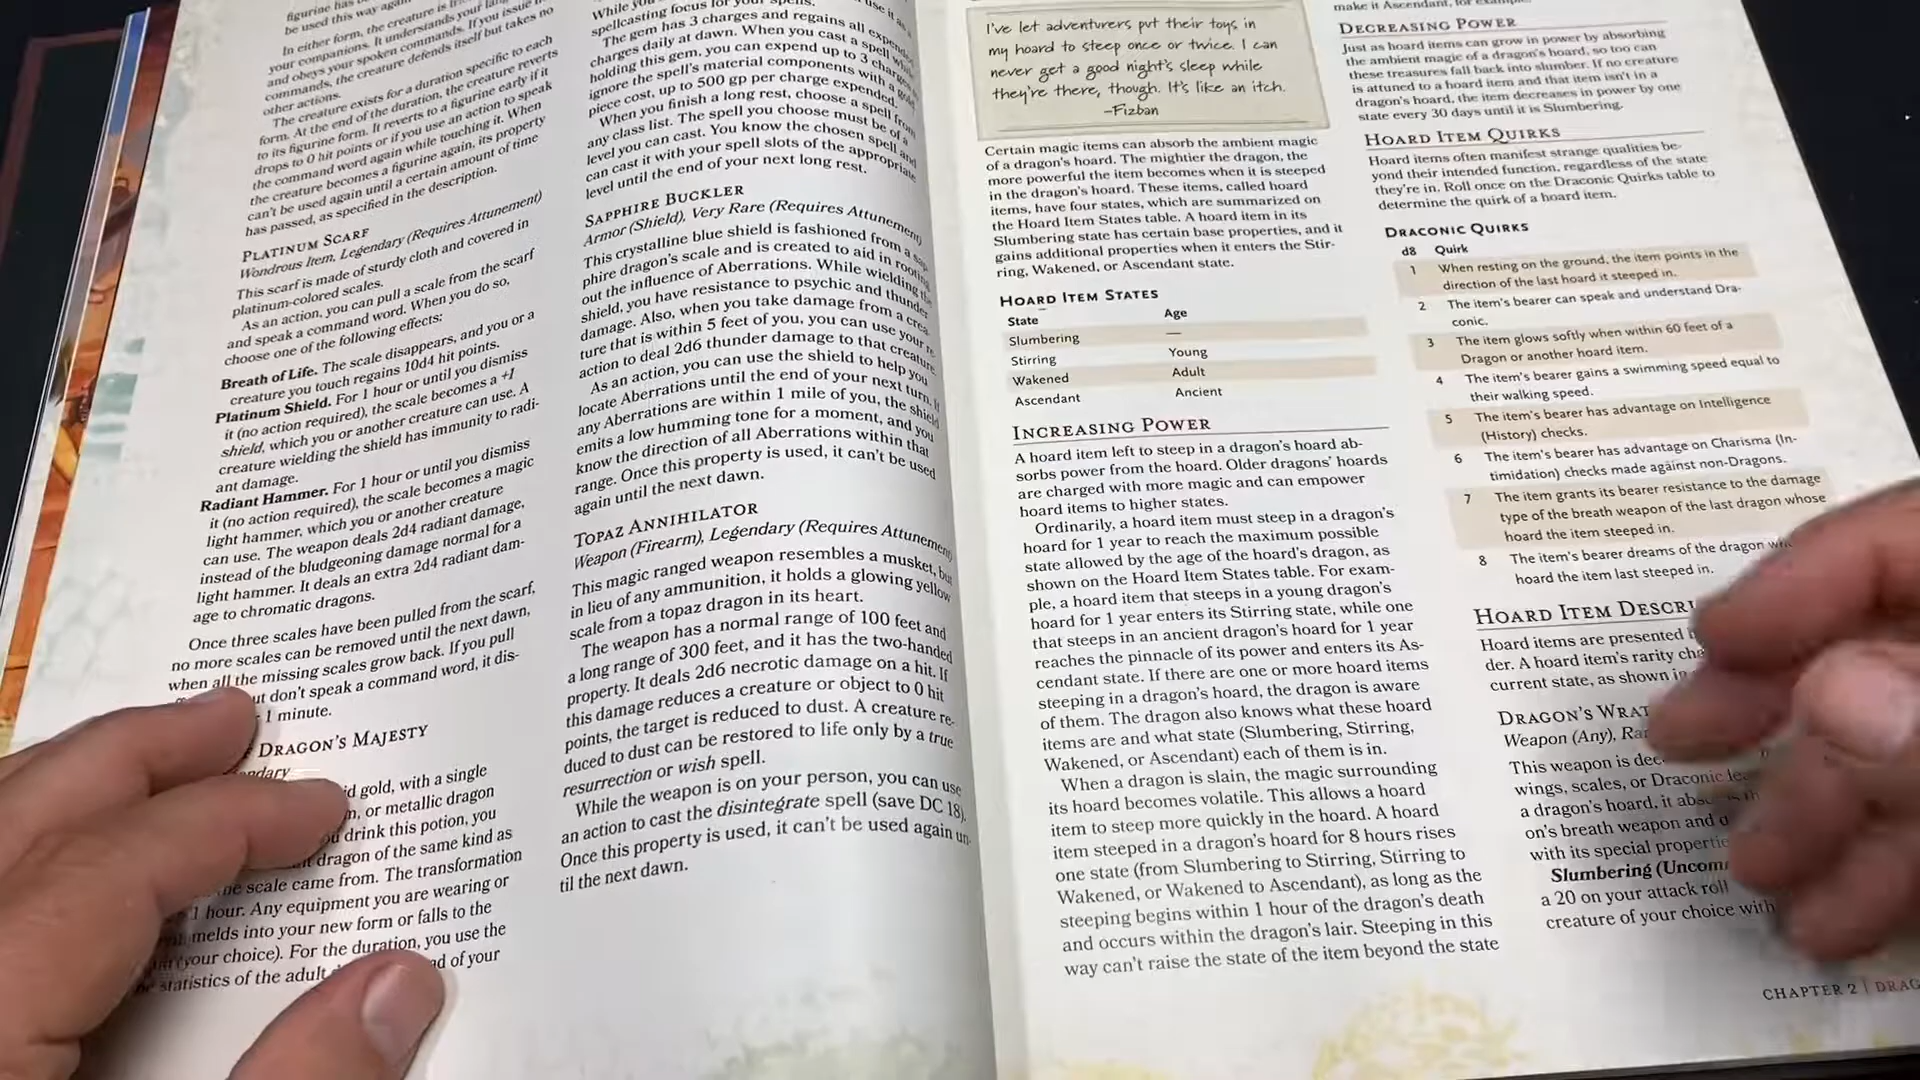 figurine has
be used this way again
In either form, the creature is
your companions. It understands your
and obeys your spoken commands. If you issue
commands, the creature defends itself but takes no
other actions.
The creature exists for a duration specific to each
form. At the end of the duration, the creature reverts
to its figurine form. It reverts to a figurine early if it
drops to 0 hit points or if you use an action to speak
the command word again while touching it. When
the creature becomes a figurine again, its property
can't be used again until a certain amount of time
has passed, as specified in the description.
PLATINUM SCARF
Wondrous Item, Legendary (Requires Attunement)
This scarf is made of sturdy cloth and covered in
platinum-colored scales.
As an action, you can pull a scale from the scarf
and speak a command word. When you do so,
choose one of the following effects:
Breath of Life. The scale disappears, and you or a
creature you touch regains 10d4 hit points.
Platinum Shield. For 1 hour or until you dismiss
it (no action required), the scale becomes a +1
shield, which you or another creature can use. A
creature wielding the shield has immunity to radi-
ant damage.
Radiant Hammer. For 1 hour or until you dismiss
it (no action required), the scale becomes a magic
light hammer, which you or another creature
can use. The weapon deals 2d4 radiant damage,
instead of the bludgeoning damage normal for a
light hammer. It deals an extra 2d4 radiant dam-
age to chromatic dragons.
Once three scales have been pulled from the scarf,
no more scales can be removed until the next dawn,
when all the missing scales grow back. If you pull
but don't speak a command word, it dis-
1 minute.
DRAGON'S MAJESTY
id gold, with a single
or metallic dragon
drink this potion, you
dragon of the same kind as
the scale came from. The transformation
1 hour. Any equipment you are wearing or
melds into your new form or falls to the
(your choice). For the duration, you use the
statistics of the adult
of your
While you
use it as a
spellcasting focus for your spells.
The gem has 3 charges and regains all expended
charges daily at dawn. When you cast a spell while
holding this gem, you can expend up to 3 charges
ignore the spell's material components with a gold
piece cost, up to 500 gp per charge expended.
When you finish a long rest, choose a spell from
any class list. The spell you choose must be of a
level you can cast. You know the chosen spell and
can cast it with your spell slots of the appropriate
level until the end of your next long rest.
SAPPHIRE BUCKLER
Armor (Shield), Very Rare (Requires Attunement)
This crystalline blue shield is fashioned from a sap-
phire dragon's scale and is created to aid in rooting
out the influence of Aberrations. While wielding the
shield, you have resistance to psychic and thunder
damage. Also, when you take damage from a crea-
ture that is within 5 feet of you, you can use your re-
action to deal 2d6 thunder damage to that creature.
As an action, you can use the shield to help you
locate Aberrations until the end of your next turn. If
any Aberrations are within 1 mile of you, the shield
emits a low humming tone for a moment, and you
know the direction of all Aberrations within that
range. Once this property is used, it can't be used
again until the next dawn.
TOPAZ ANNIHILATOR
Weapon (Firearm), Legendary (Requires Attunement)
This magic ranged weapon resembles a musket, but
in lieu of any ammunition, it holds a glowing yellow
scale from a topaz dragon in its heart.
The weapon has a normal range of 100 feet and
a long range of 300 feet, and it has the two-handed
property. It deals 2d6 necrotic damage on a hit. If
this damage reduces a creature or object to 0 hit
points, the target is reduced to dust. A creature re-
duced to dust can be restored to life only by a true
resurrection or wish spell.
While the weapon is on your person, you can use
an action to cast the disintegrate spell (save DC 18).
Once this property is used, it can't be used again un-
til the next dawn.
I've let adventurers put their toys in
my hoard to steep once or twice. I can
never get a good night's sleep while
they're there, though. It's like an itch.
–Fizban
Certain magic items can absorb the ambient magic
of a dragon's hoard. The mightier the dragon, the
more powerful the item becomes when it is steeped
in the dragon's hoard. These items, called hoard
items, have four states, which are summarized on
the Hoard Item States table. A hoard item in its
Slumbering state has certain base properties, and it
gains additional properties when it enters the Stir-
ring, Wakened, or Ascendant state.
HOARD ITEM STATES
State Age
Slumbering —
Stirring Young
Wakened Adult
Ascendant Ancient
INCREASING POWER
A hoard item left to steep in a dragon's hoard ab-
sorbs power from the hoard. Older dragons' hoards
are charged with more magic and can empower
hoard items to higher states.
Ordinarily, a hoard item must steep in a dragon's
hoard for 1 year to reach the maximum possible
state allowed by the age of the hoard's dragon, as
shown on the Hoard Item States table. For exam-
ple, a hoard item that steeps in a young dragon's
hoard for 1 year enters its Stirring state, while one
that steeps in an ancient dragon's hoard for 1 year
reaches the pinnacle of its power and enters its As-
cendant state. If there are one or more hoard items
steeping in a dragon's hoard, the dragon is aware
of them. The dragon also knows what these hoard
items are and what state (Slumbering, Stirring,
Wakened, or Ascendant) each of them is in.
When a dragon is slain, the magic surrounding
its hoard becomes volatile. This allows a hoard
item to steep more quickly in the hoard. A hoard
item steeped in a dragon's hoard for 8 hours rises
one state (from Slumbering to Stirring, Stirring to
Wakened, or Wakened to Ascendant), as long as the
steeping begins within 1 hour of the dragon's death
and occurs within the dragon's lair. Steeping in this
way can't raise the state of the item beyond the state
make it Ascendant, for example.
DECREASING POWER
Just as hoard items can grow in power by absorbing
the ambient magic of a dragon's hoard, so too can
these treasures fall back into slumber. If no creature
is attuned to a hoard item and that item isn't in a
dragon's hoard, the item decreases in power by one
state every 30 days until it is Slumbering.
HOARD ITEM QUIRKS
Hoard items often manifest strange qualities be-
yond their intended function, regardless of the state
they're in. Roll once on the Draconic Quirks table to
determine the quirk of a hoard item.
DRACONIC QUIRKS
d8 Quirk
1 When resting on the ground, the item points in the
direction of the last hoard it steeped in.
2 The item's bearer can speak and understand Dra-
conic.
3 The item glows softly when within 60 feet of a
Dragon or another hoard item.
4 The item's bearer gains a swimming speed equal to
their walking speed.
5 The item's bearer has advantage on Intelligence
(History) checks.
6 The item's bearer has advantage on Charisma (In-
timidation) checks made against non-Dragons.
7 The item grants its bearer resistance to the damage
type of the breath weapon of the last dragon whose
hoard the item steeped in.
8 The item's bearer dreams of the dragon
hoard the item last steeped in.
HOARD ITEM DESCRI
Hoard items are presented
der. A hoard item's rarity
current state, as shown in
DRAGON'S WRAT
Weapon (Any), Ra
This weapon is dec
wings, scales, or Draconic le
a dragon's hoard, it abso
on's breath weapon and
with its special propertie
Slumbering (Uncom
a 20 on your attack roll
creature of your choice with
CHAPTER 2 | DRAG